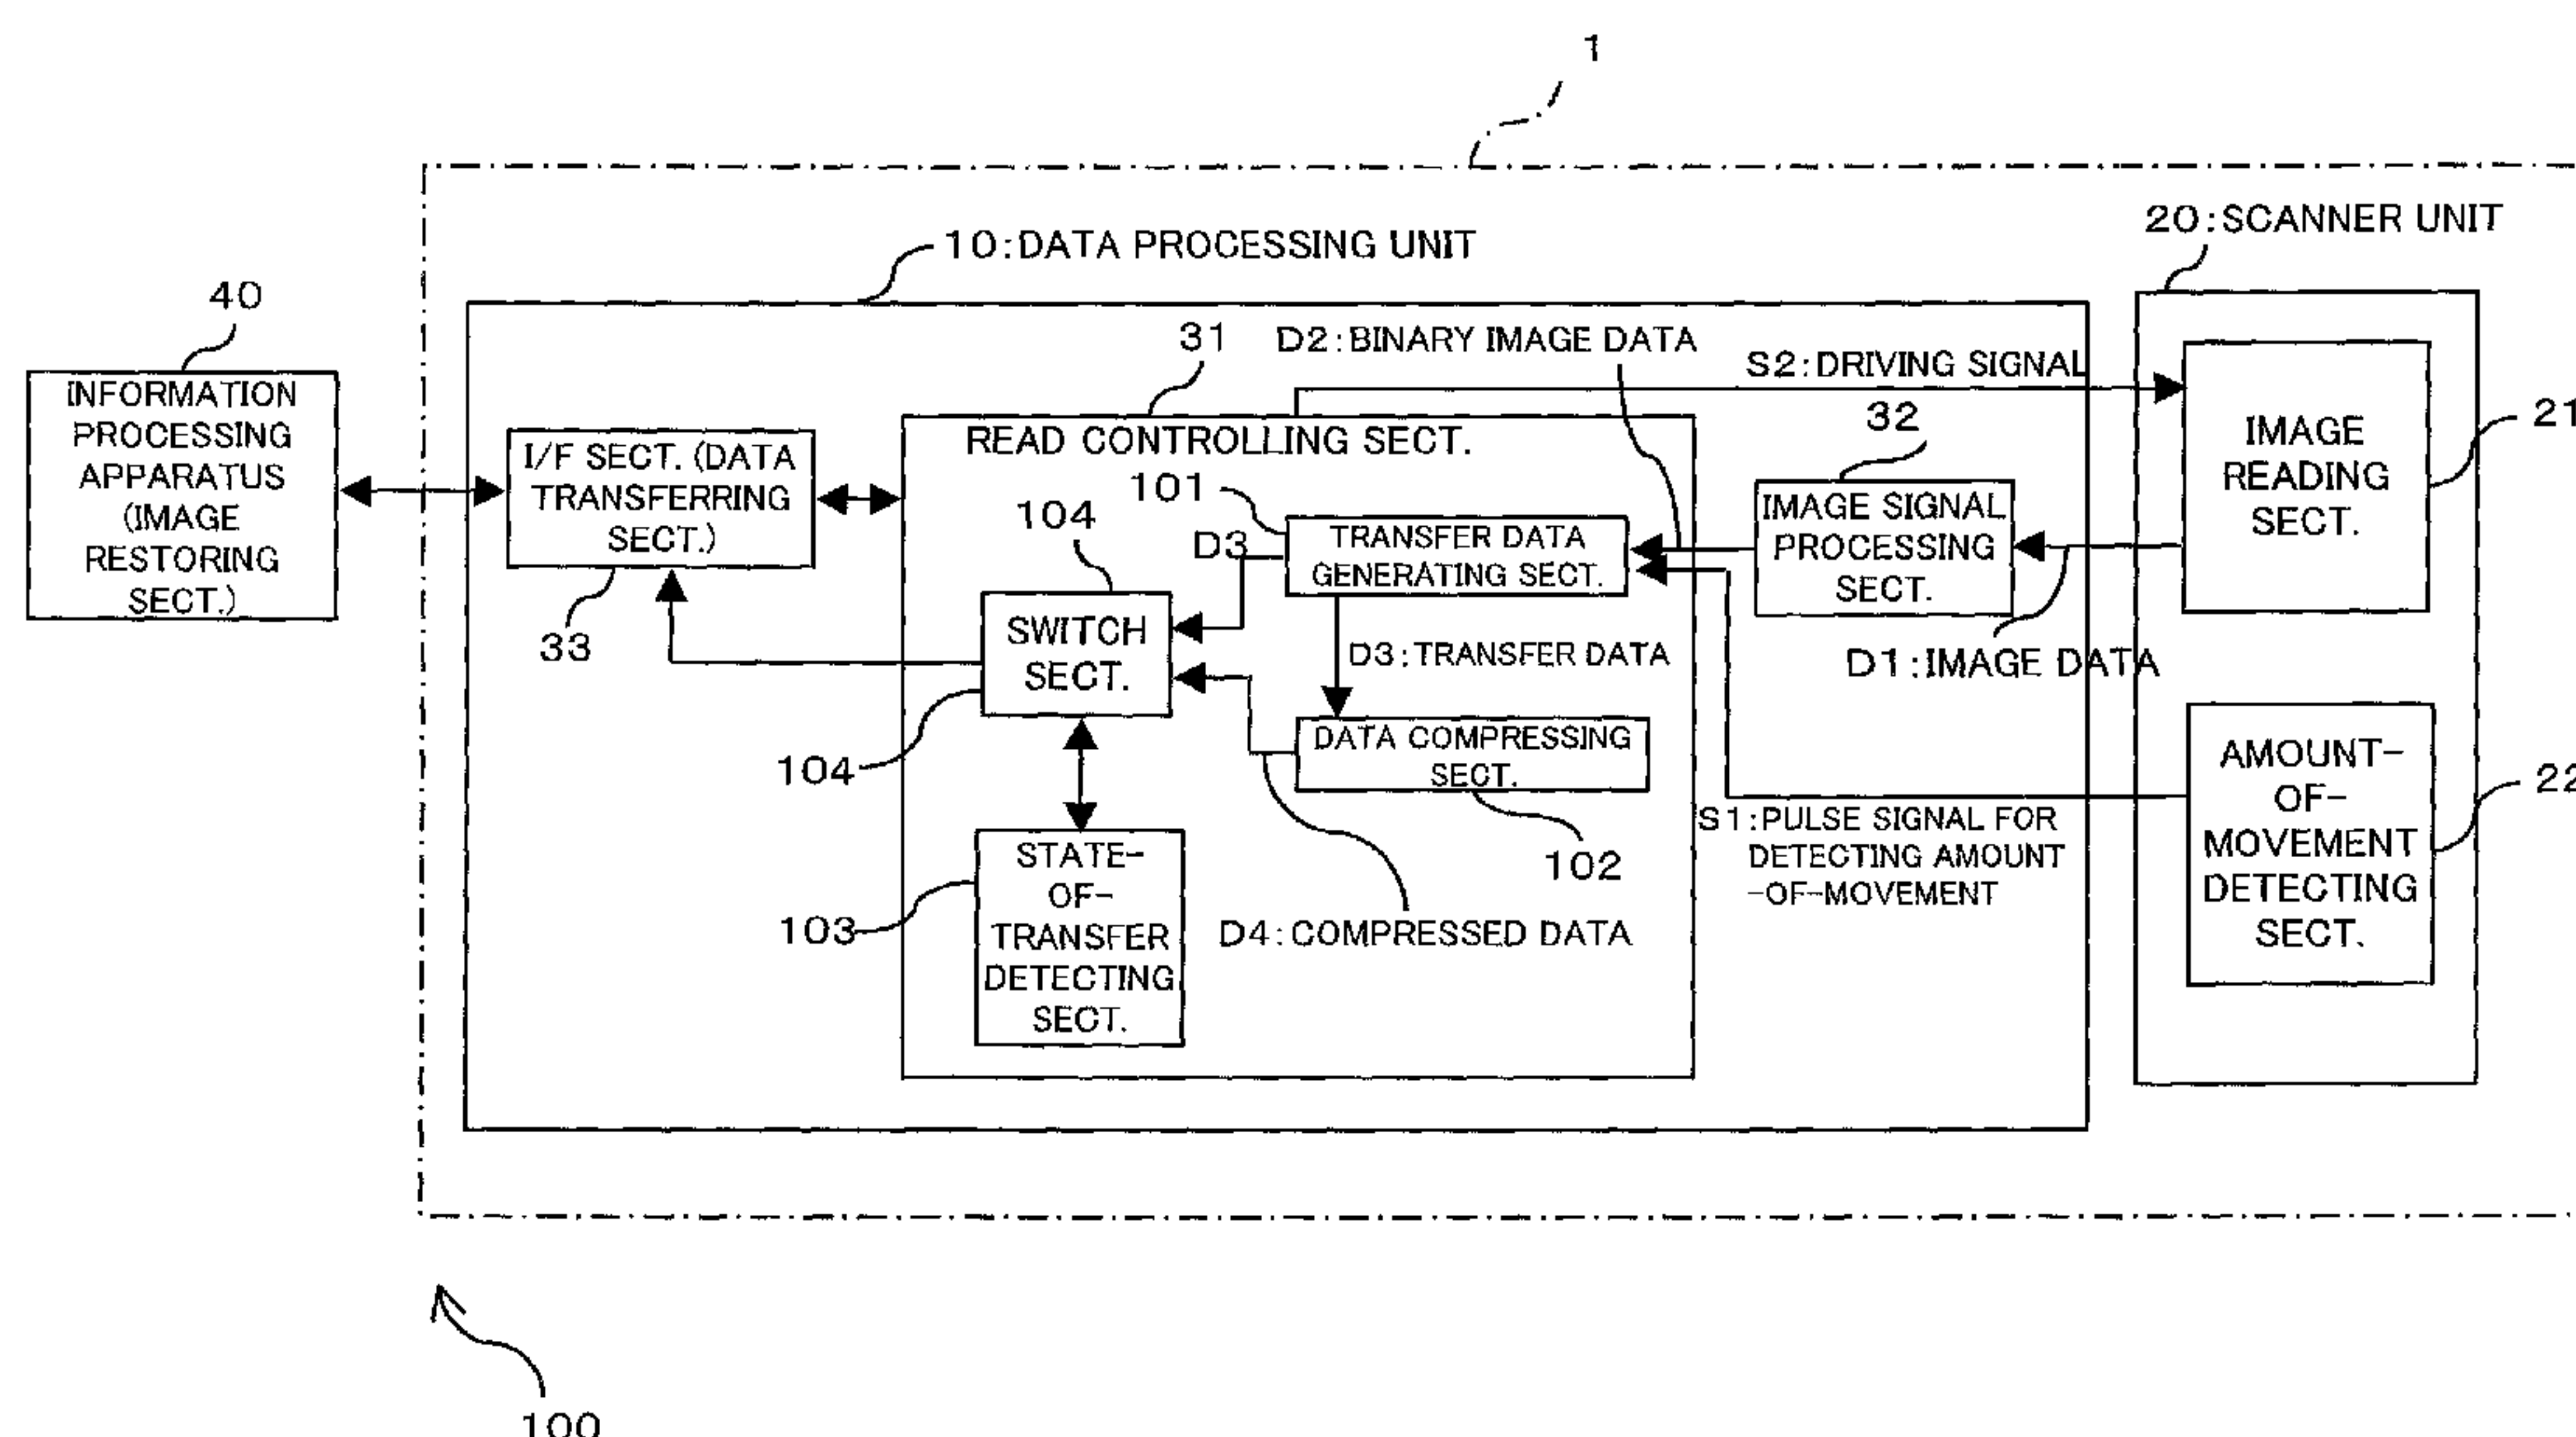 1
20:SCANNER UNIT
10:DATA PROCESSING UNIT
40
31
D2:BINARY IMAGE DATA
S2:DRIVING SIGNAL
INFORMATION
PROCESSING
APPARATUS
(IMAGE
RESTORING
SECT.)
I/F SECT. (DATA
TRANSFERRING
SECT.)
33
READ CONTROLLING SECT.
101
104
D3
TRANSFER DATA
GENERATING SECT.
32
IMAGE SIGNAL
PROCESSING
SECT.
IMAGE
READING
SECT.
21
SWITCH
SECT.
D3:TRANSFER DATA
D1:IMAGE DATA
104
DATA COMPRESSING
SECT.
102
S1:PULSE SIGNAL FOR
DETECTING AMOUNT
-OF-MOVEMENT
AMOUNT-
OF-
MOVEMENT
DETECTING
SECT.
22
103
STATE-
OF-
TRANSFER
DETECTING
SECT.
D4:COMPRESSED DATA
100